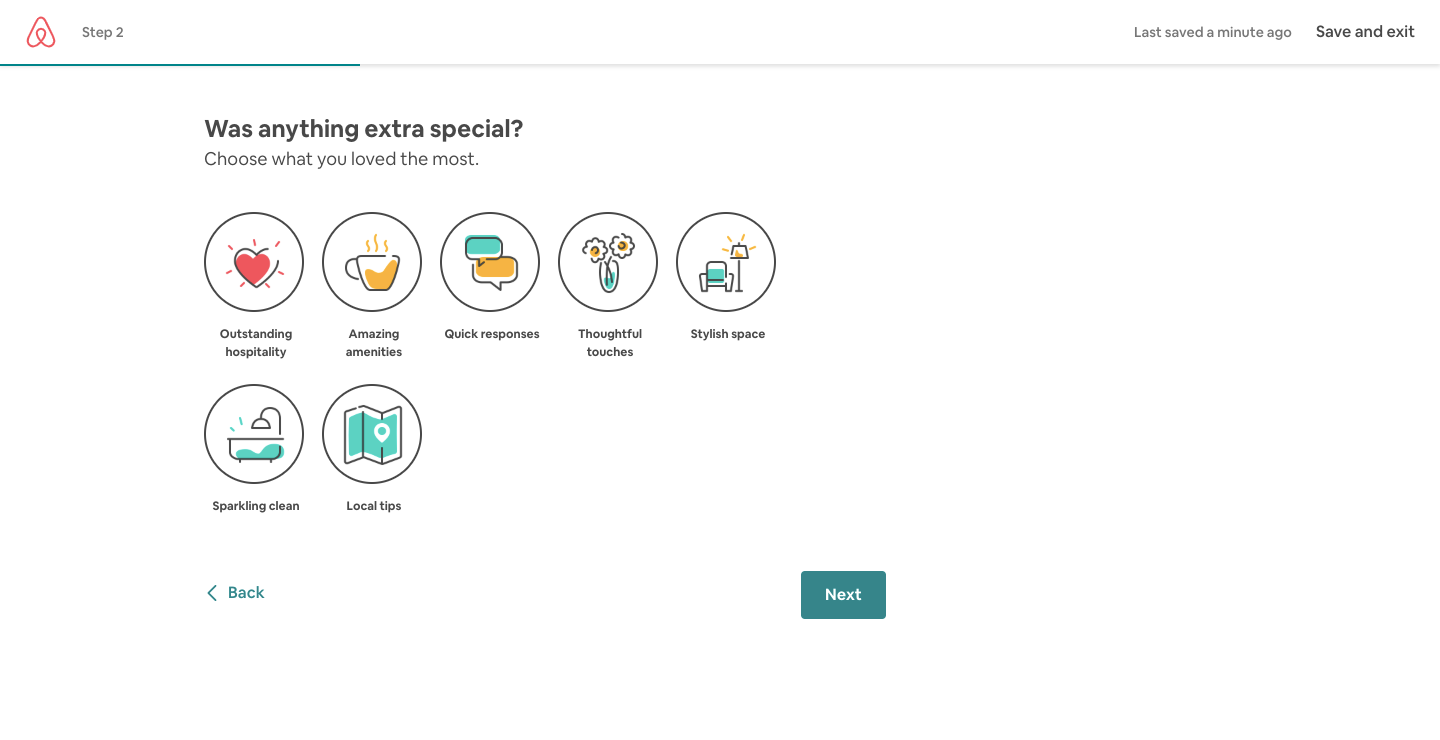 Step 2
Last saved a minute ago
Save and exit
Was anything extra special?
Choose what you loved the most.
Outstanding
hospitality
Amazing
amenities
Quick responses
Thoughtful
touches
Stylish space
Sparkling clean
Local tips
Back
Next